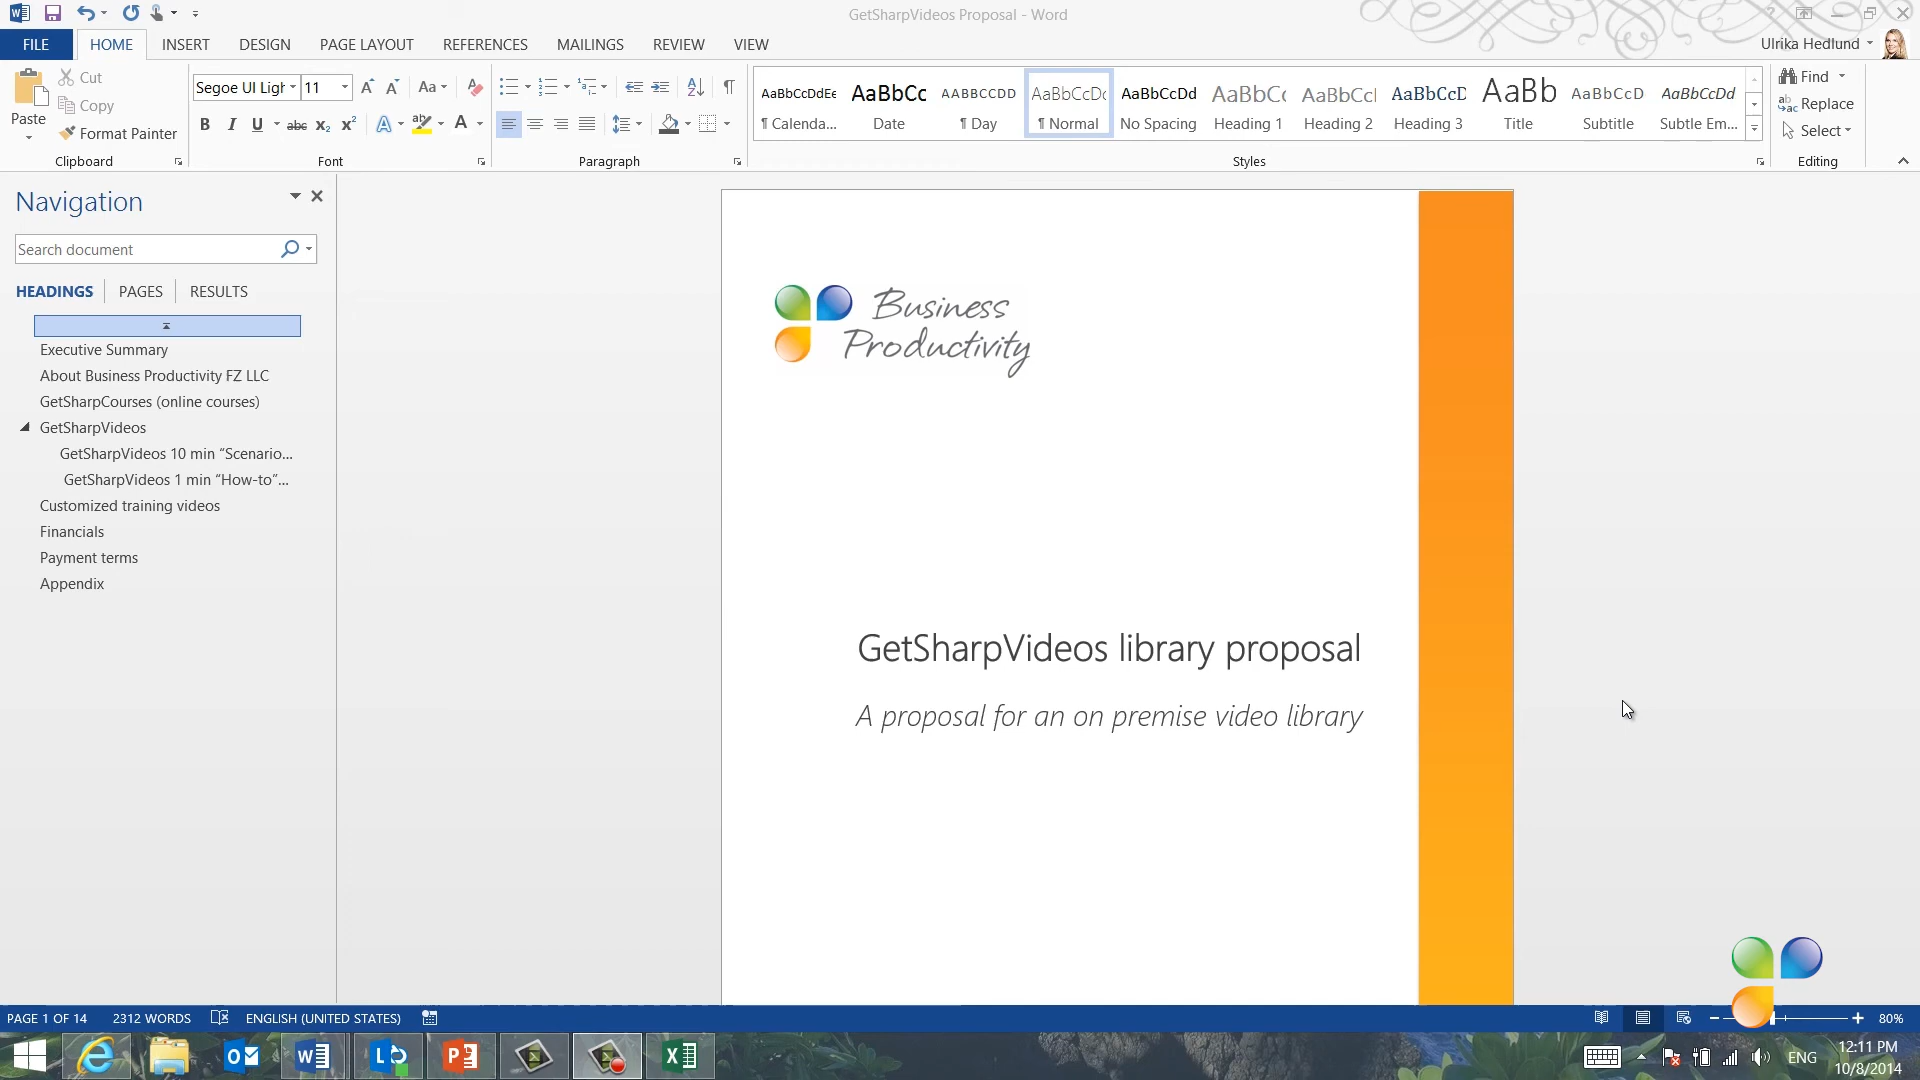 GetSharpVideos Proposal - Word
FILE HOME INSERT DESIGN PAGE LAYOUT REFERENCES MAILINGS REVIEW VIEW Ulrika Hedlund
Paste
Cut
Copy
Format Painter
Clipboard
Segoe UI Ligh 11
Aa
B I U abc x₂ x² A ab A
Font
A Z ¶
Paragraph
AaBbCcDdEe AaBbCc AABBCCDD AaBbCcDc AaBbCcDd AaBbCc AaBbCcl AaBbCcD AaBb AaBbCcD AaBbCcDd
¶ Calenda... Date ¶ Day ¶ Normal No Spacing Heading 1 Heading 2 Heading 3 Title Subtitle Subtle Em...
Styles
Find
Replace
Select
Editing
Navigation
Search document
HEADINGS PAGES RESULTS
Executive Summary
About Business Productivity FZ LLC
GetSharpCourses (online courses)
GetSharpVideos
GetSharpVideos 10 min “Scenario...
GetSharpVideos 1 min “How-to”...
Customized training videos
Financials
Payment terms
Appendix
Business
Productivity
GetSharpVideos library proposal
A proposal for an on premise video library
PAGE 1 OF 14 2312 WORDS ENGLISH (UNITED STATES) 80%
ENG
12:11 PM
10/8/2014